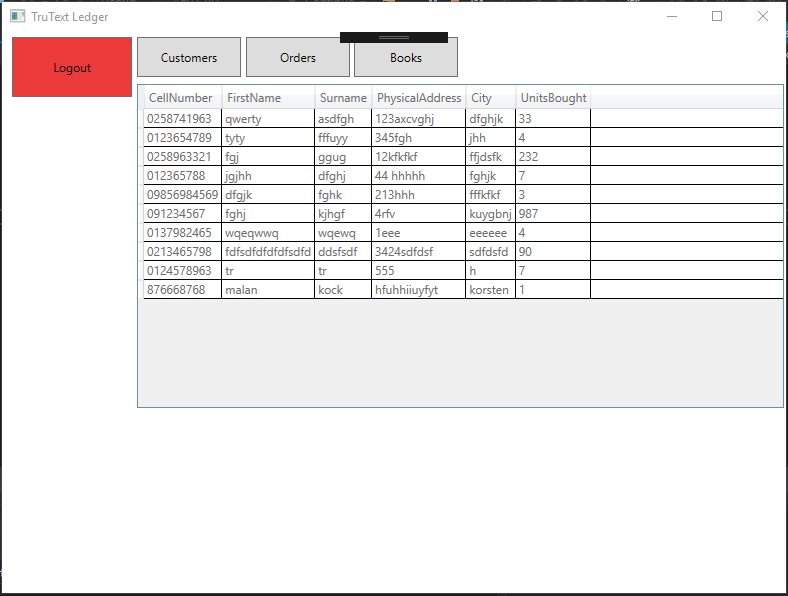 TruText Ledger
Logout Customers Orders Books
CellNumber FirstName Surname PhysicalAddress City UnitsBought
0258741963 qwerty asdfgh 123axcvghj dfghjk 33
0123654789 tyty fffuyy 345fgh jhh 4
0258963321 fgj ggug 12kfkfkf ffjdsfk 232
012365788 jgjhh dfghj 44 hhhhh fghjk 7
09856984569 dfgjk fghk 213hhh fffkfkf 3
091234567 fghj kjhgf 4rfv kuygbnj 987
0137982465 wqeqwwq wqewq 1eee eeeeee 4
0213465798 fdfsdfdfdfdfsdfd ddsfsdf 3424sdfdsf sdfdsfd 90
0124578963 tr tr 555 h 7
876668768 malan kock hfuhhiiuyfyt korsten 1